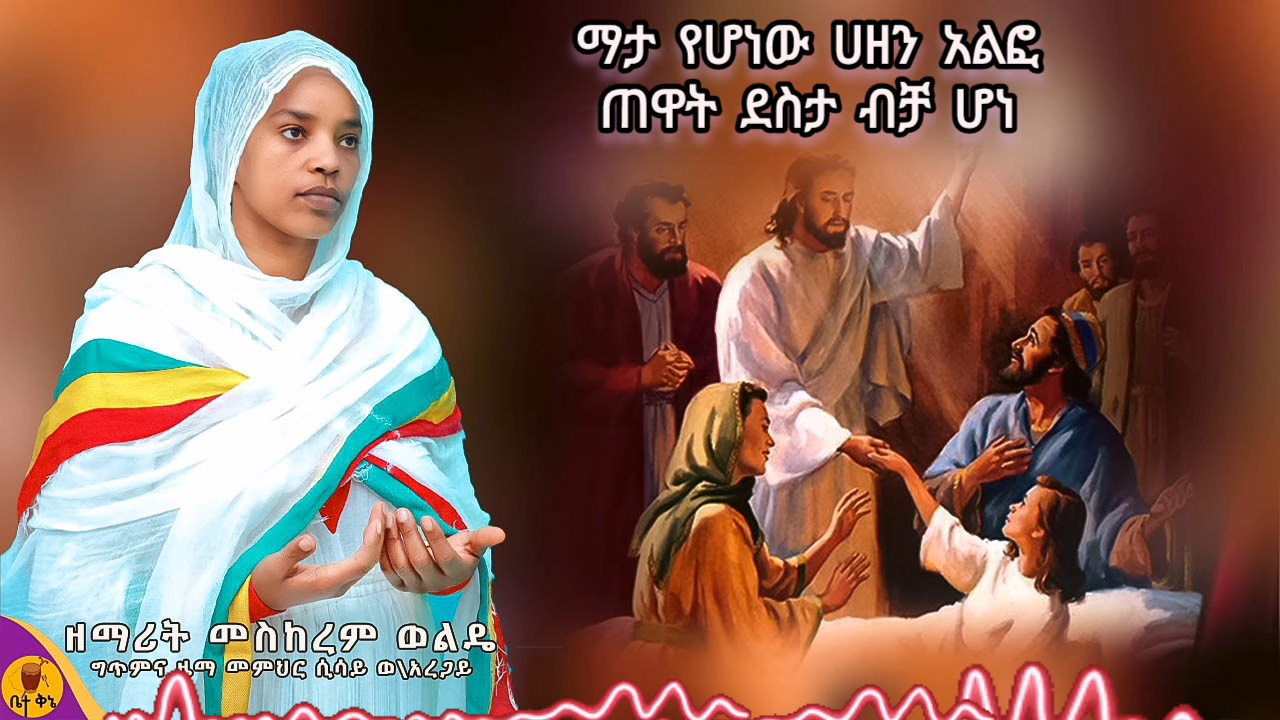 ማታ የሆነው ሀዘን አልፎ
ጠዋት ደስታ ብቻ ሆነ
ዘማሪት መስከረም ወልዴ
ግጥምና ዜማ መምህር ሲሳይ ወ\አረጋይ
ቤተ ቅኔ